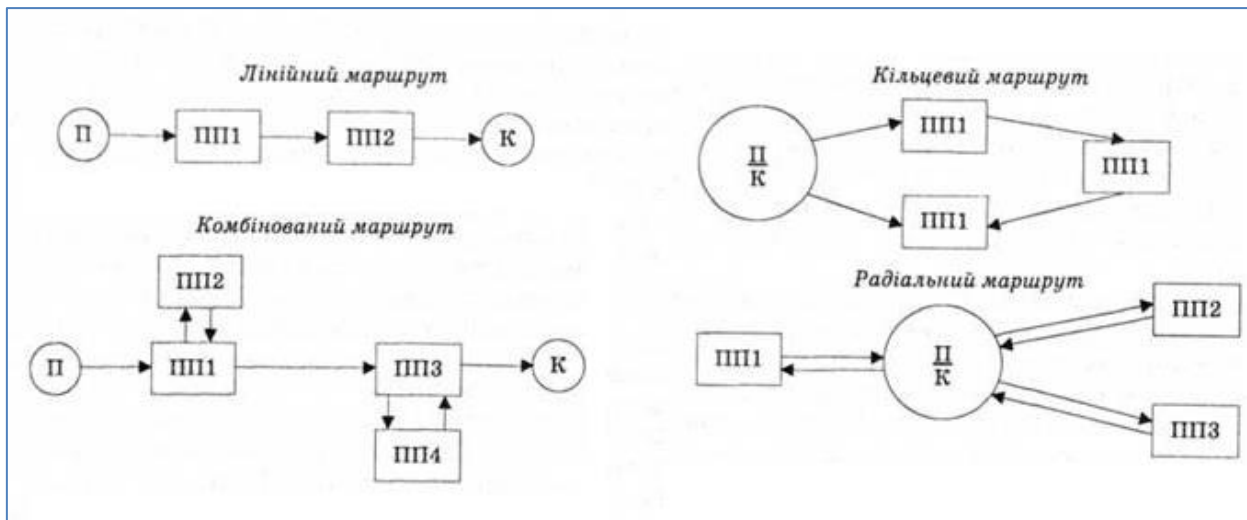 Лінійний маршрут
П
ПП1
ПП2
К
Комбінований маршрут
ПП2
П
ПП1
ПП3
К
ПП4
Кільцевий маршрут
П
К
ПП1
ПП1
ПП1
Радіальний маршрут
ПП1
П
К
ПП2
ПП3